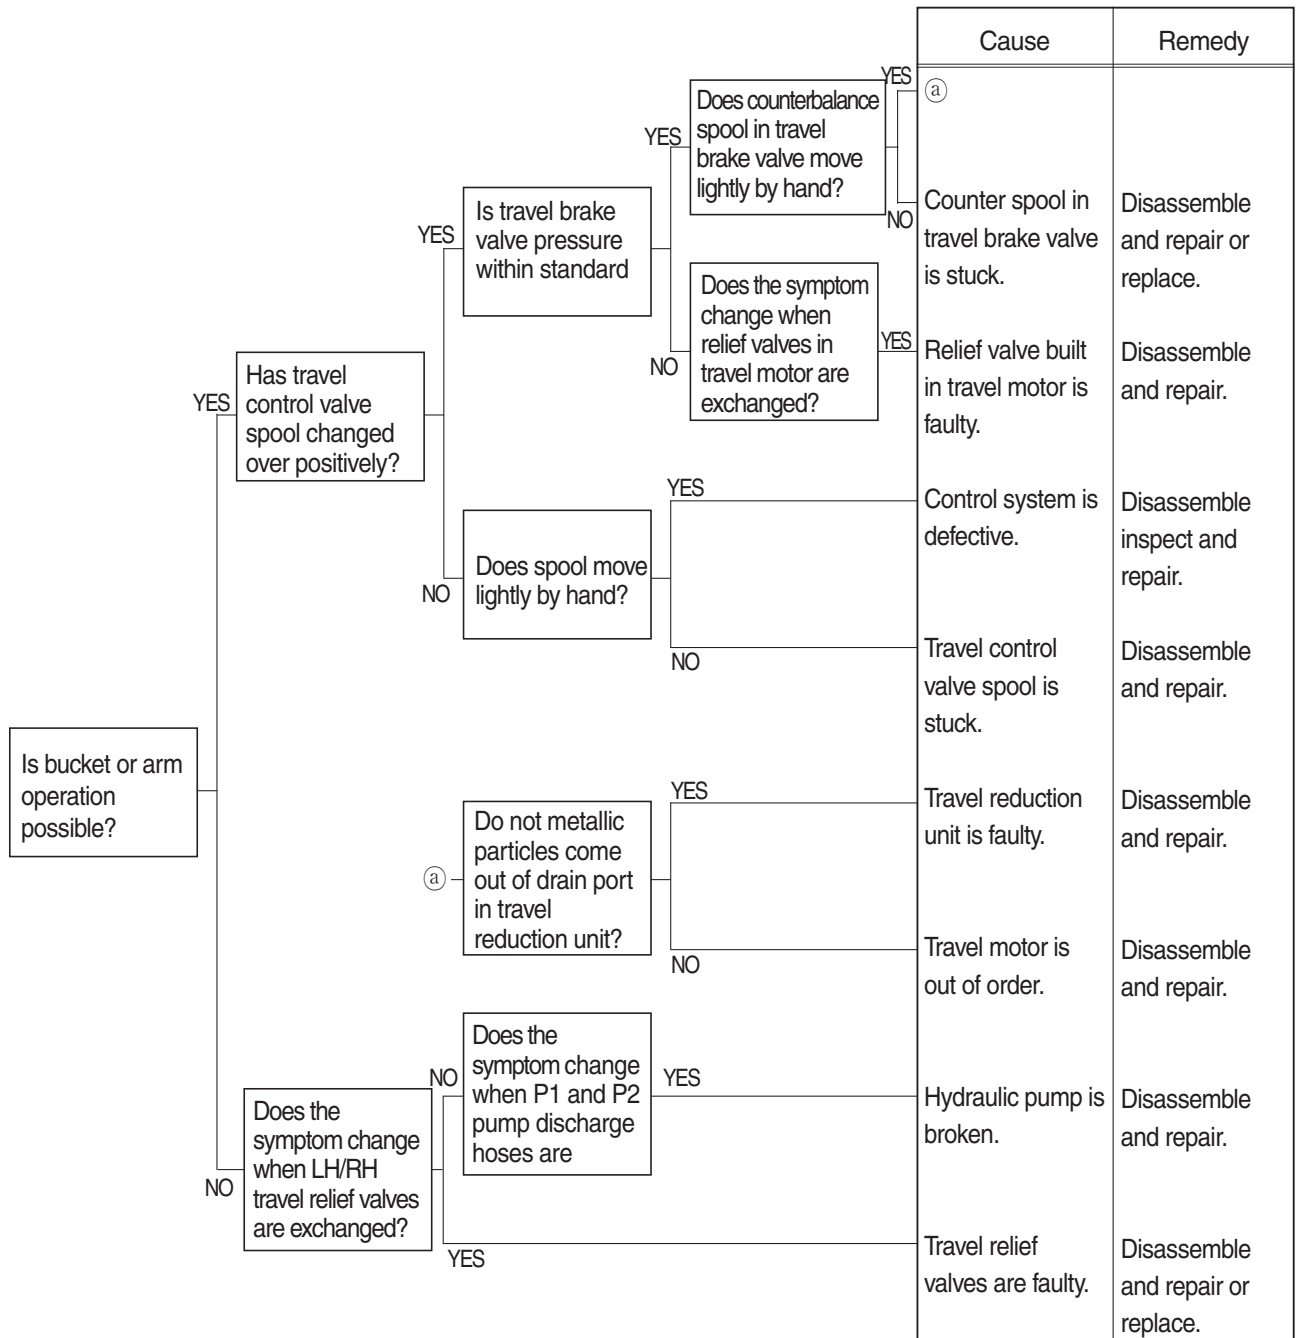 Cause
Remedy
YES
ⓐ
Does counterbalance
spool in travel
brake valve move
lightly by hand?
YES
NO
Counter spool in
travel brake valve
is stuck.
Disassemble
and repair or
replace.
Is travel brake
valve pressure
within standard
YES
Does the symptom
change when
relief valves in
travel motor are
exchanged?
NO
YES
Relief valve built
in travel motor is
faulty.
Disassemble
and repair.
Has travel
control valve
spool changed
over positively?
YES
YES
Control system is
defective.
Disassemble
inspect and
repair.
Does spool move
lightly by hand?
NO
NO
Travel control
valve spool is
stuck.
Disassemble
and repair.
Is bucket or arm
operation
possible?
YES
Travel reduction
unit is faulty.
Disassemble
and repair.
ⓐ
Do not metallic
particles come
out of drain port
in travel
reduction unit?
NO
Travel motor is
out of order.
Disassemble
and repair.
Does the
symptom change
when P1 and P2
pump discharge
hoses are
NO
YES
Hydraulic pump is
broken.
Disassemble
and repair.
NO
Does the
symptom change
when LH/RH
travel relief valves
are exchanged?
YES
Travel relief
valves are faulty.
Disassemble
and repair or
replace.